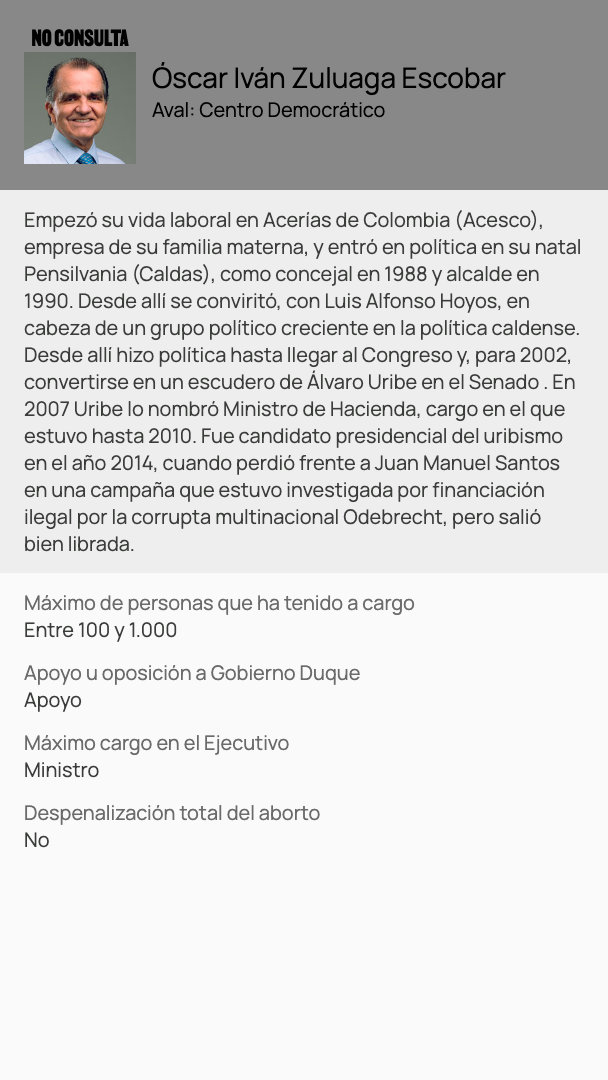 NO CONSULTA
Óscar Iván Zuluaga Escobar
Aval: Centro Democrático
Empezó su vida laboral en Acerías de Colombia (Acesco),
empresa de su familia materna, y entró en política en su natal
Pensilvania (Caldas), como concejal en 1988 y alcalde en
1990. Desde allí se conviritó, con Luis Alfonso Hoyos, en
cabeza de un grupo político creciente en la política caldense.
Desde allí hizo política hasta llegar al Congreso y, para 2002,
convertirse en un escudero de Álvaro Uribe en el Senado . En
2007 Uribe lo nombró Ministro de Hacienda, cargo en el que
estuvo hasta 2010. Fue candidato presidencial del uribismo
en el año 2014, cuando perdió frente a Juan Manuel Santos
en una campaña que estuvo investigada por financiación
ilegal por la corrupta multinacional Odebrecht, pero salió
bien librada.
Máximo de personas que ha tenido a cargo
Entre 100 y 1.000
Apoyo u oposición a Gobierno Duque
Apoyo
Máximo cargo en el Ejecutivo
Ministro
Despenalización total del aborto
No